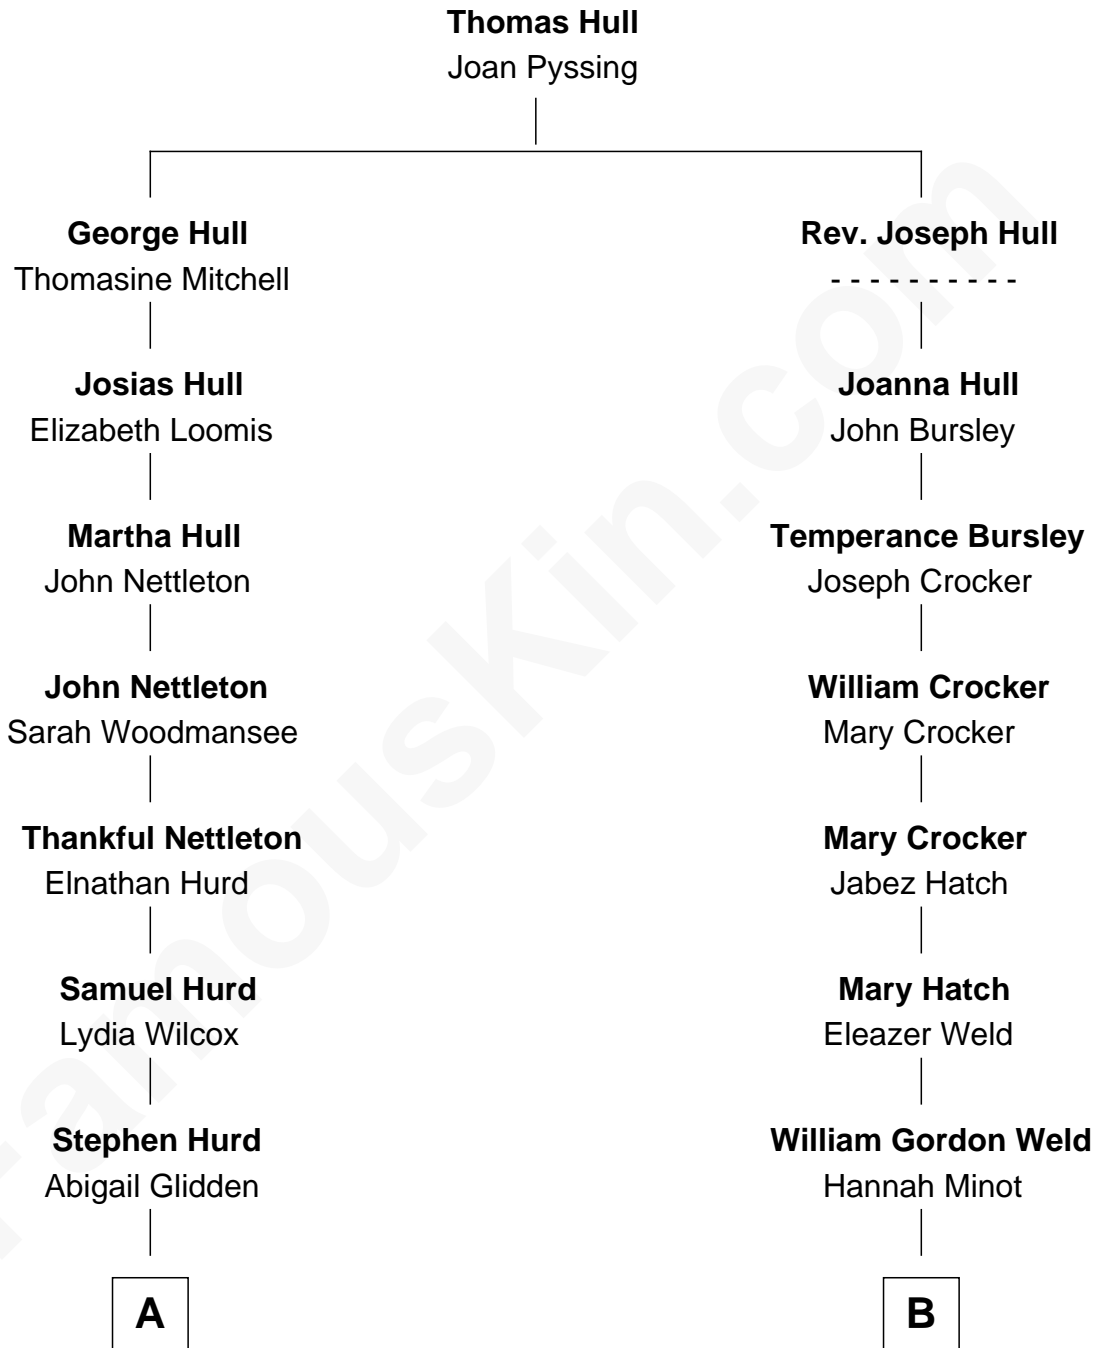 Thomas Hull
Joan Pyssing
George Hull
Thomasine Mitchell
Rev. Joseph Hull
- - - - - - - - - -
Josias Hull
Elizabeth Loomis
Joanna Hull
John Bursley
Martha Hull
John Nettleton
Temperance Bursley
Joseph Crocker
John Nettleton
Sarah Woodmansee
William Crocker
Mary Crocker
Thankful Nettleton
Elnathan Hurd
Mary Crocker
Jabez Hatch
Samuel Hurd
Lydia Wilcox
Mary Hatch
Eleazer Weld
Stephen Hurd
Abigail Glidden
William Gordon Weld
Hannah Minot
A
B
FamousKin.com